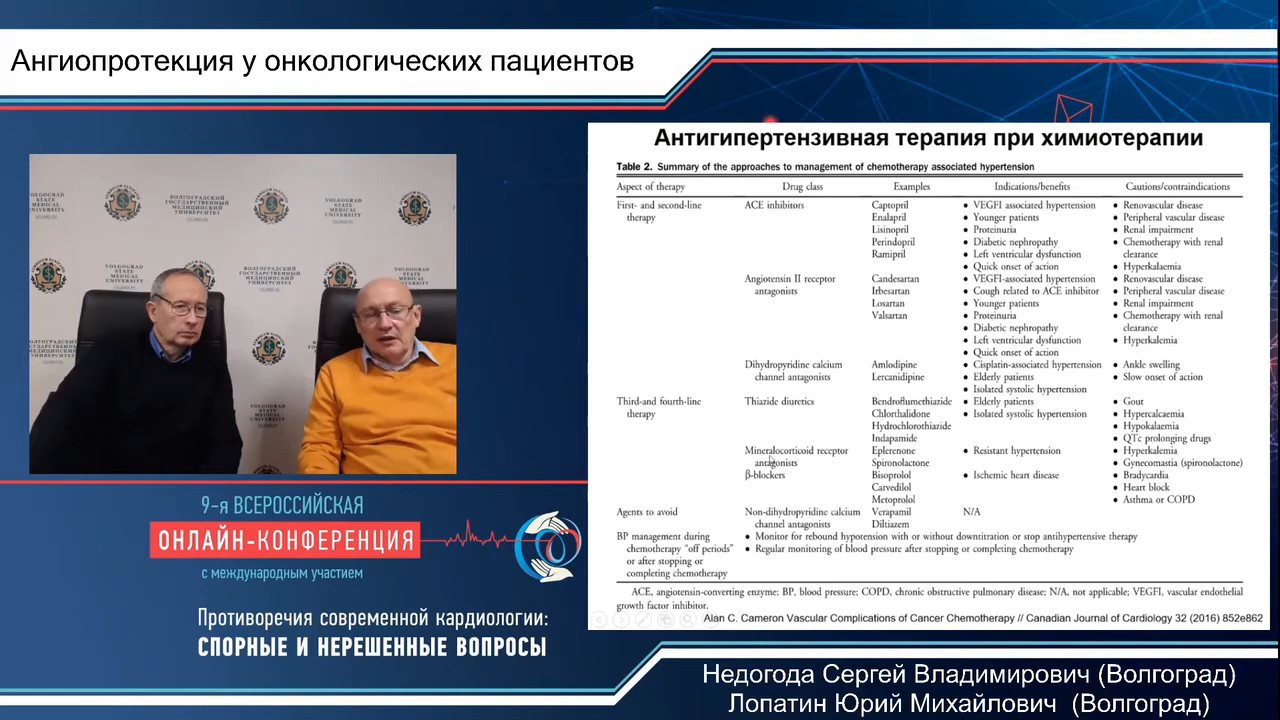 Ангиопротекция у онкологических пациентов
VOLGOGRAD
STATE
MEDICAL
UNIVERSITY
ВОЛГОГРАДСКИЙ
ГОСУДАРСТВЕННЫЙ
МЕДИЦИНСКИЙ
УНИВЕРСИТЕТ
VOLGOGRAD
STATE
MEDICAL
UNIVERSITY
9-я ВСЕРОССИЙСКАЯ
ОНЛАЙН-КОНФЕРЕНЦИЯ
с международным участием
Противоречия современной кардиологии:
СПОРНЫЕ И НЕРЕШЕННЫЕ ВОПРОСЫ
Антигипертензивная терапия при химиотерапии
Table 2. Summary of the approaches to management of chemotherapy associated hypertension
Aspect of therapy Drug class Examples Indications/benefits Cautions/contraindications
First- and second-line ACE inhibitors Captopril • VEGFI associated hypertension • Renovascular disease
therapy Enalapril • Younger patients • Peripheral vascular disease
Lisinopril • Proteinuria • Renal impairment
Perindopril • Diabetic nephropathy • Chemotherapy with renal
Ramipril • Left ventricular dysfunction clearance
• Quick onset of action • Hyperkalaemia
Angiotensin II receptor Candesartan • VEGFI-associated hypertension • Renovascular disease
antagonists Irbesartan • Cough related to ACE inhibitor • Peripheral vascular disease
Losartan • Younger patients • Renal impairment
Valsartan • Proteinuria • Chemotherapy with renal
• Diabetic nephropathy clearance
• Left ventricular dysfunction • Hyperkalemia
• Quick onset of action
Dihydropyridine calcium Amlodipine • Cisplatin-associated hypertension • Ankle swelling
channel antagonists Lercanidipine • Elderly patients • Slow onset of action
• Isolated systolic hypertension
Third-and fourth-line Thiazide diuretics Bendroflumethiazide • Elderly patients • Gout
therapy Chlorthalidone • Isolated systolic hypertension • Hypercalcaemia
Hydrochlorothiazide • Hypokalaemia
Indapamide • QTc prolonging drugs
Mineralocorticoid receptor Eplerenone • Resistant hypertension • Hyperkalemia
antagonists Spironolactone • Gynecomastia (spironolactone)
β-blockers Bisoprolol • Ischemic heart disease • Bradycardia
Carvedilol • Heart block
Metoprolol • Asthma or COPD
Agents to avoid Non-dihydropyridine calcium Verapamil N/A
channel antagonists Diltiazem
BP management during • Monitor for rebound hypotension with or without downtitration or stop antihypertensive therapy
chemotherapy “off periods” • Regular monitoring of blood pressure after stopping or completing chemotherapy
or after stopping or
completing chemotherapy
ACE, angiotensin-converting enzyme; BP, blood pressure; COPD, chronic obstructive pulmonary disease; N/A, not applicable; VEGFI, vascular endothelial
growth factor inhibitor.
Alan C. Cameron Vascular Complications of Cancer Chemotherapy // Canadian Journal of Cardiology 32 (2016) 852e862
Недогода Сергей Владимирович (Волгоград)
Лопатин Юрий Михайлович (Волгоград)